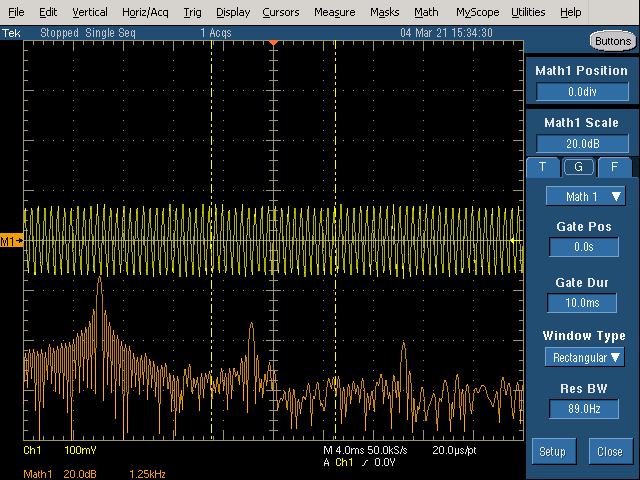 File Edit Vertical Horiz/Acq Trig Display Cursors Measure Masks Math MyScope Utilities Help
Tek Stopped Single Seq 1 Acqs 04 Mar 21 15:34:30 Buttons
Math1 Position
0.0div
Math1 Scale
20.0dB
T G F
Math 1
Gate Pos
0.0s
M1
Gate Dur
10.0ms
Window Type
Rectangular
Res BW
89.0Hz
Setup Close
Ch1 100mV M 4.0ms 50.0kS/s 20.0µs/pt
A Ch1 / 0.0V
Math1 20.0dB 1.25kHz